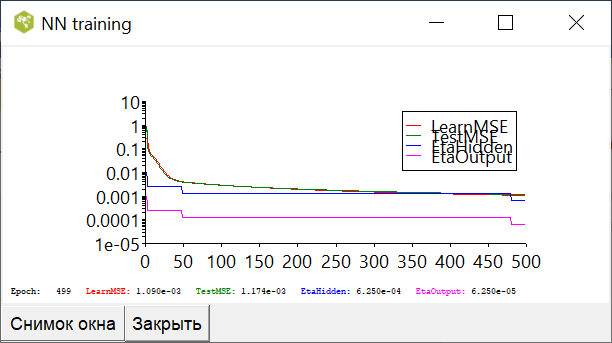 NN training
10
1
0.1
0.01
0.001
0.0001
1e-05
LearnMSE
TestMSE
EtaHidden
EtaOutput
0 50 100 150 200 250 300 350 400 450 500
Epoch: 499 LearnMSE: 1.090e-03 TestMSE: 1.174e-03 EtaHidden: 6.250e-04 EtaOutput: 6.250e-05
Снимок окна Закрыть